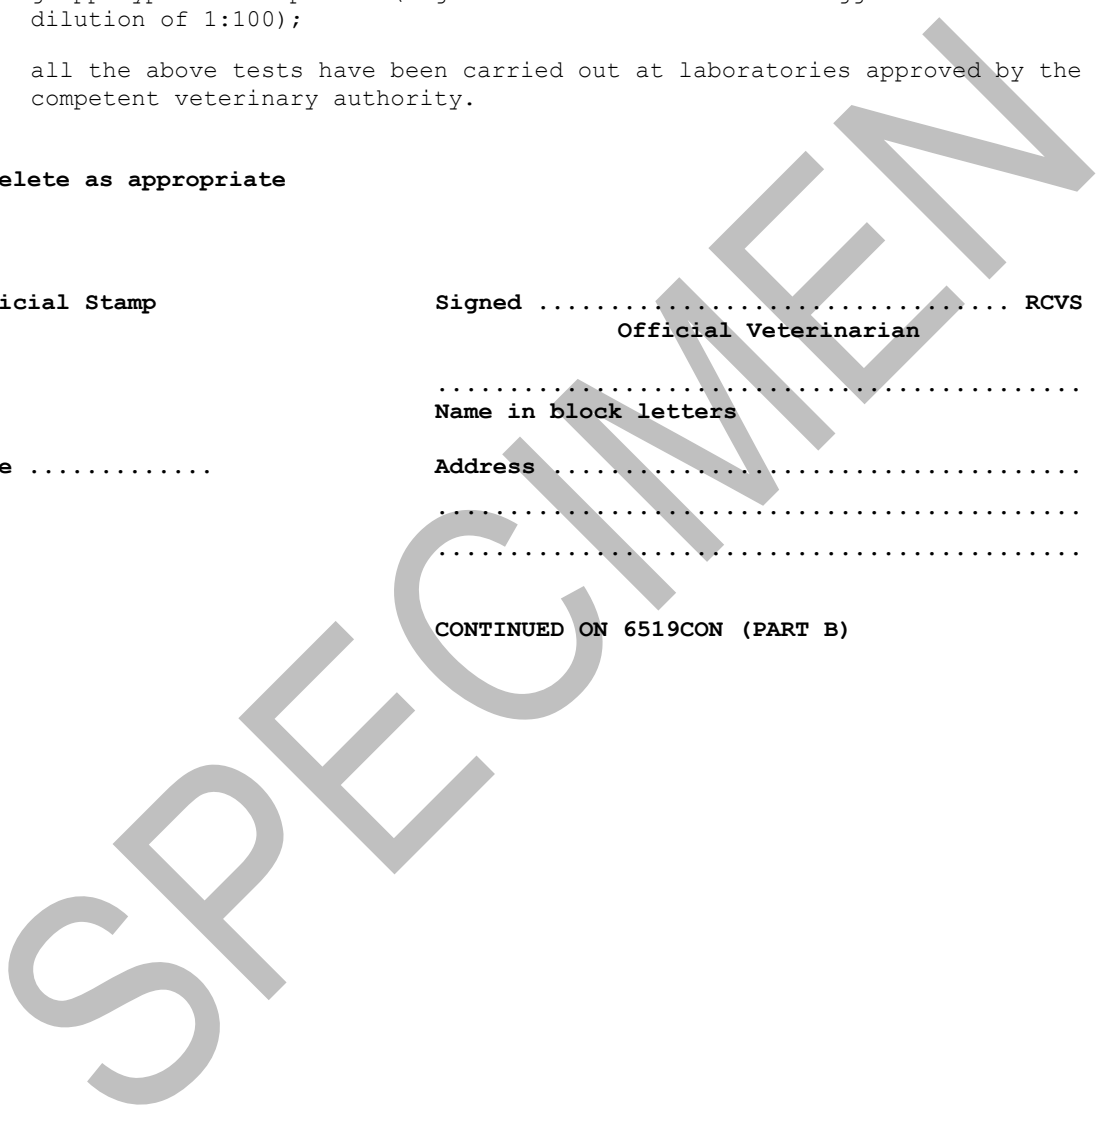 dilution of 1:100);
all the above tests have been carried out at laboratories approved by the
competent veterinary authority.
elete as appropriate
icial Stamp Signed ................................. RCVS
Official Veterinarian
.............................................
Name in block letters
e ............. Address .....................................
.............................................
.............................................
CONTINUED ON 6519CON (PART B)
SPECIMEN